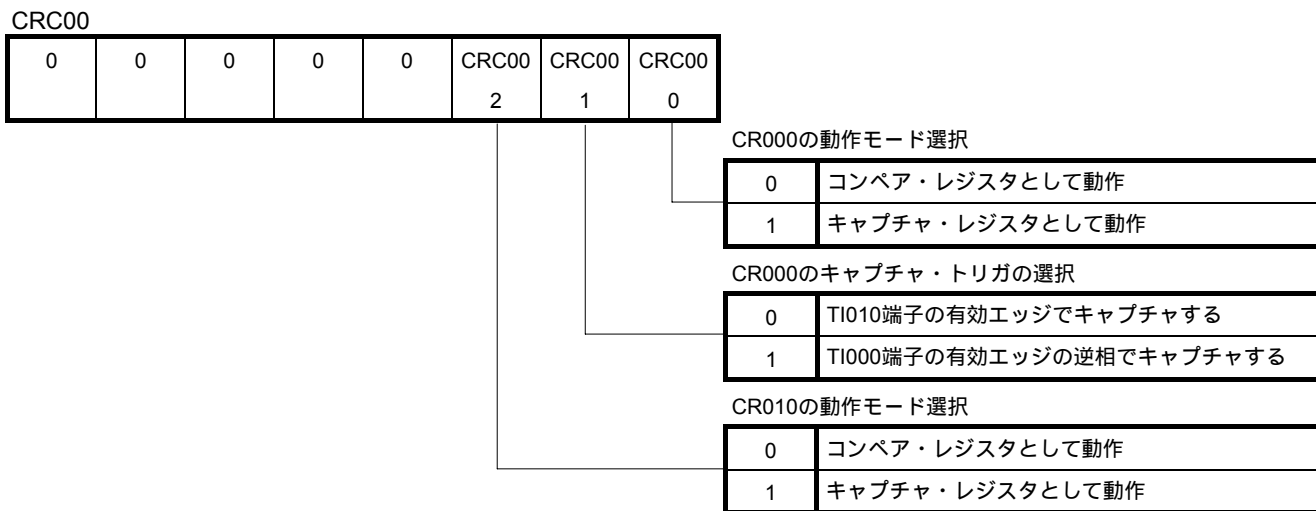 CRC00
0 0 0 0 0 CRC00 CRC00 CRC00
2 1 0
CR000の動作モード選択
0 コンペア・レジスタとして動作
1 キャプチャ・レジスタとして動作
CR000のキャプチャ・トリガの選択
0 TI010端子の有効エッジでキャプチャする
1 TI000端子の有効エッジの逆相でキャプチャする
CR010の動作モード選択
0 コンペア・レジスタとして動作
1 キャプチャ・レジスタとして動作